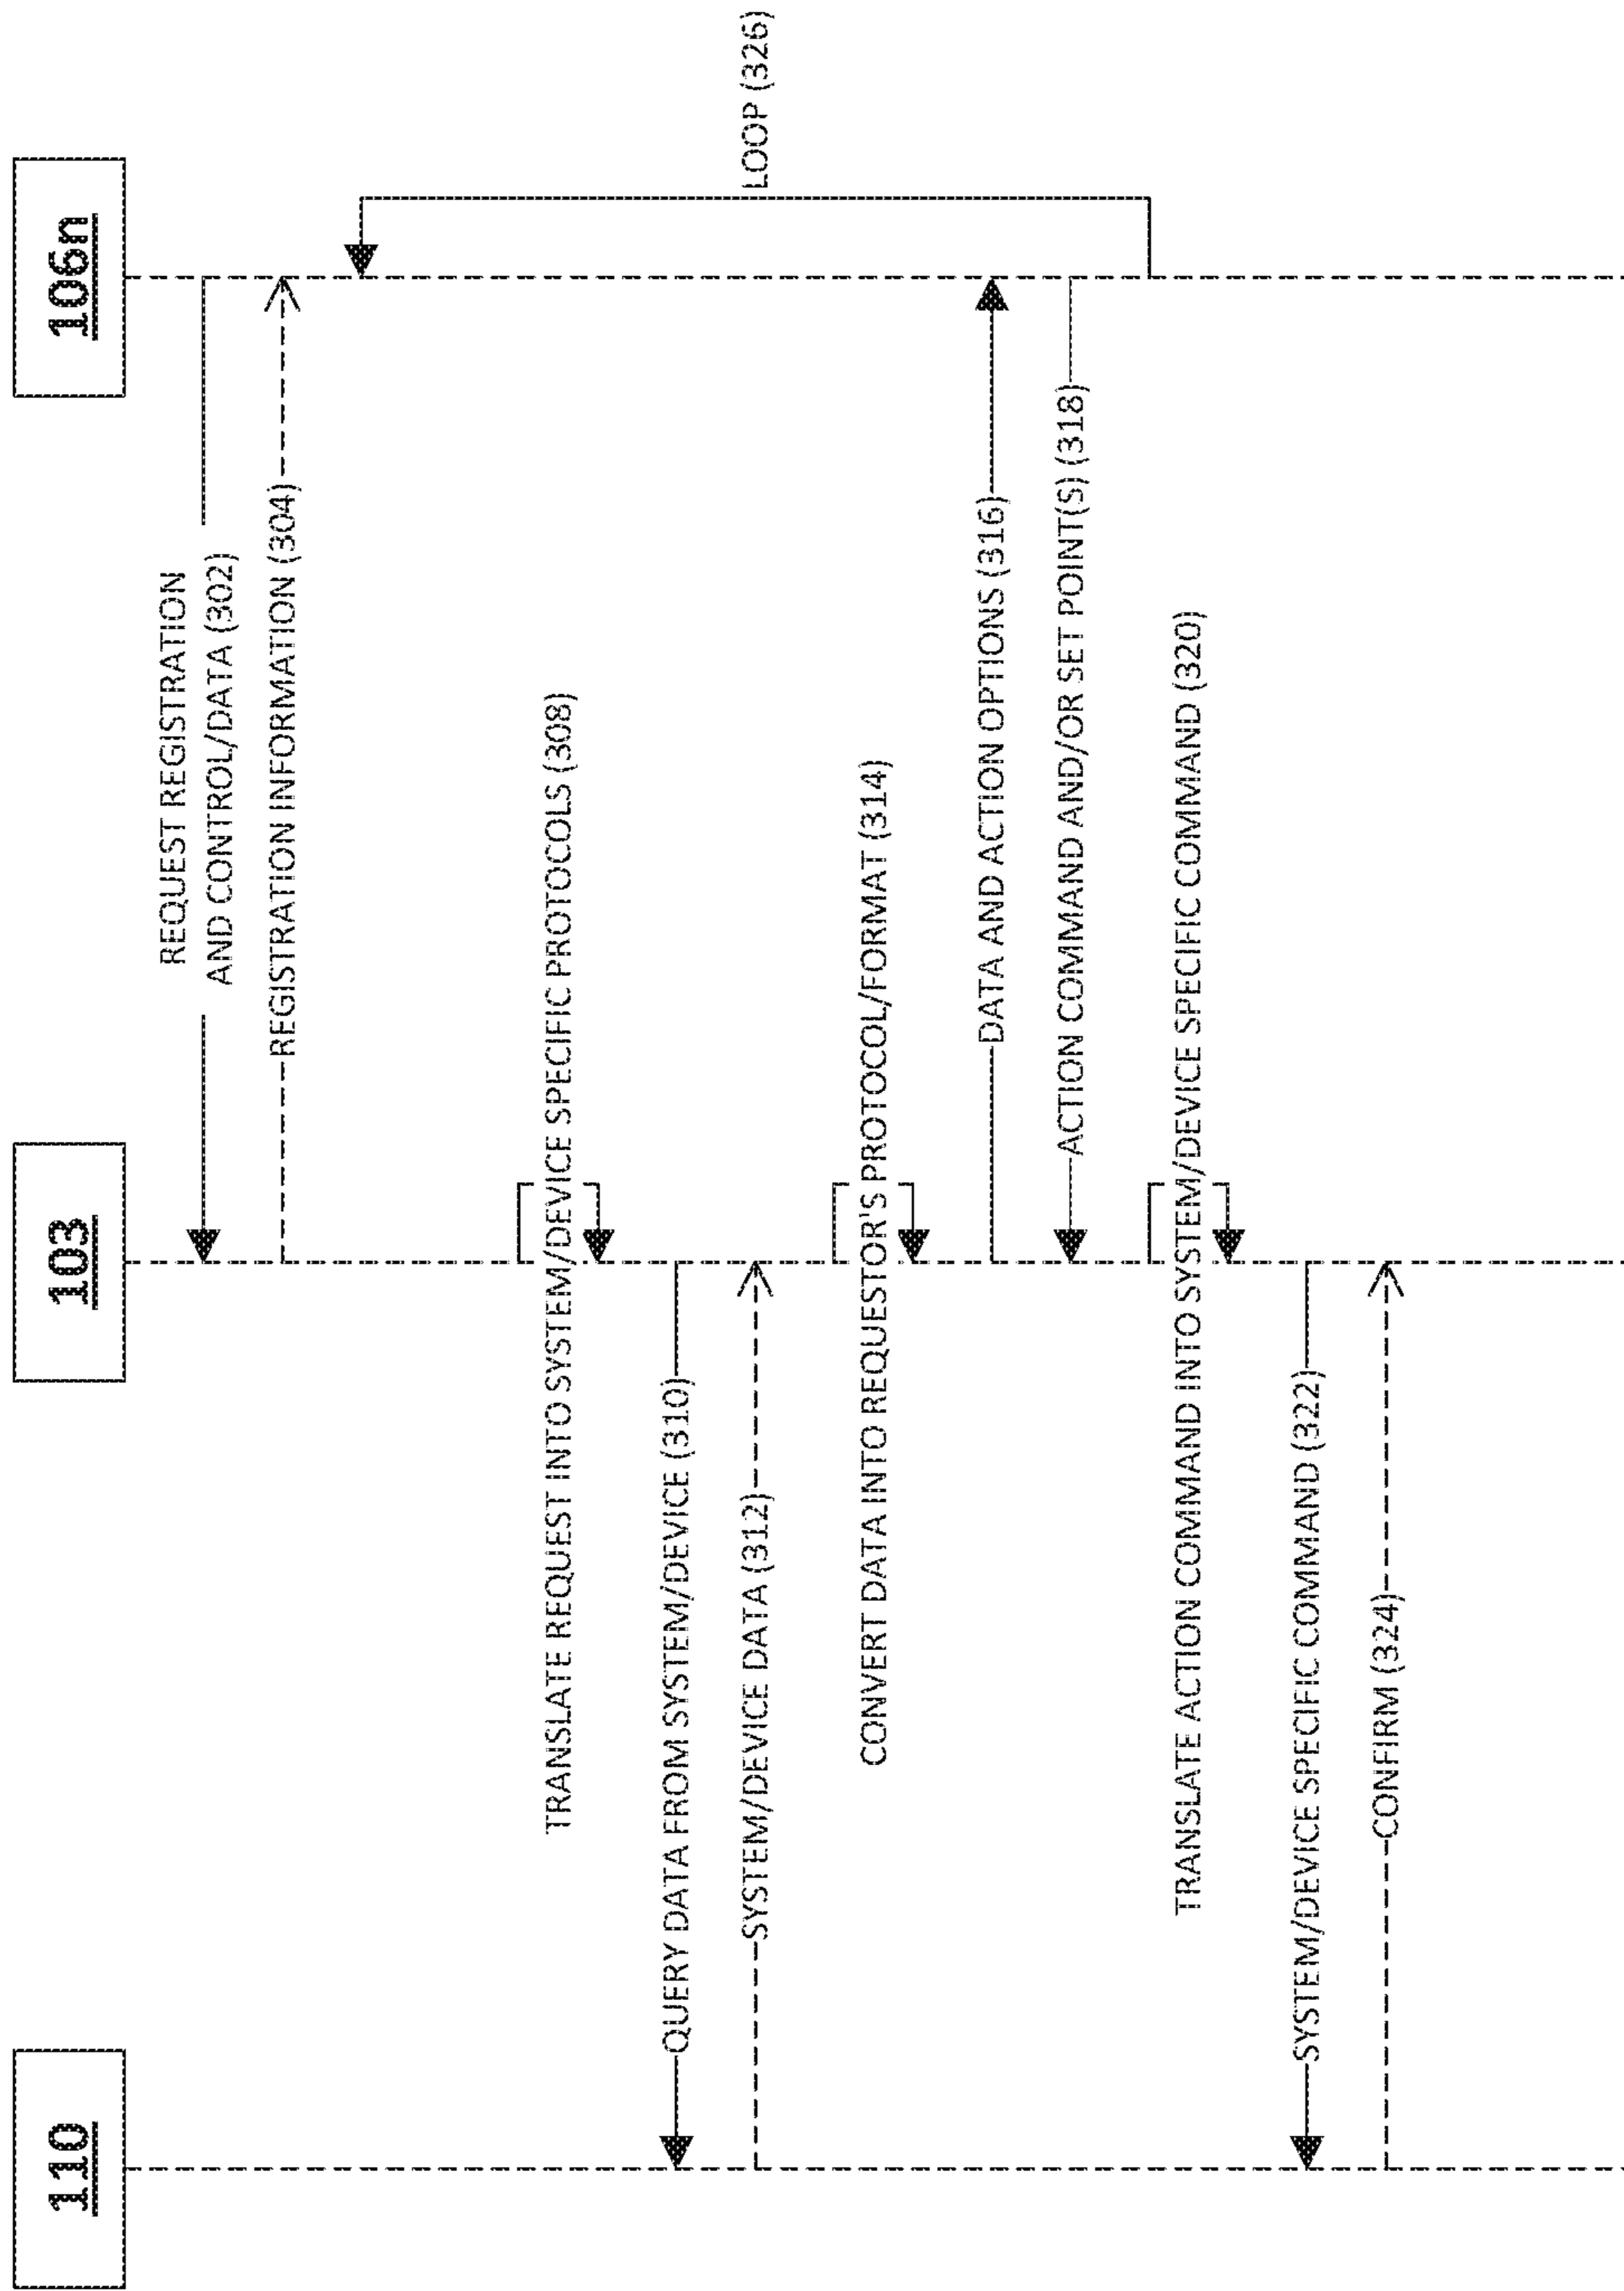 110
103
106n
REQUEST REGISTRATION
AND CONTROL/DATA (302)
REGISTRATION INFORMATION (304)
TRANSLATE REQUEST INTO SYSTEM/DEVICE SPECIFIC PROTOCOLS (308)
QUERY DATA FROM SYSTEM/DEVICE (310)
SYSTEM/DEVICE DATA (312)
LOOP (326)
CONVERT DATA INTO REQUESTOR'S PROTOCOL/FORMAT (314)
DATA AND ACTION OPTIONS (316)
ACTION COMMAND AND/OR SET POINT(S) (318)
TRANSLATE ACTION COMMAND INTO SYSTEM/DEVICE SPECIFIC COMMAND (320)
SYSTEM/DEVICE SPECIFIC COMMAND (322)
CONFIRM (324)